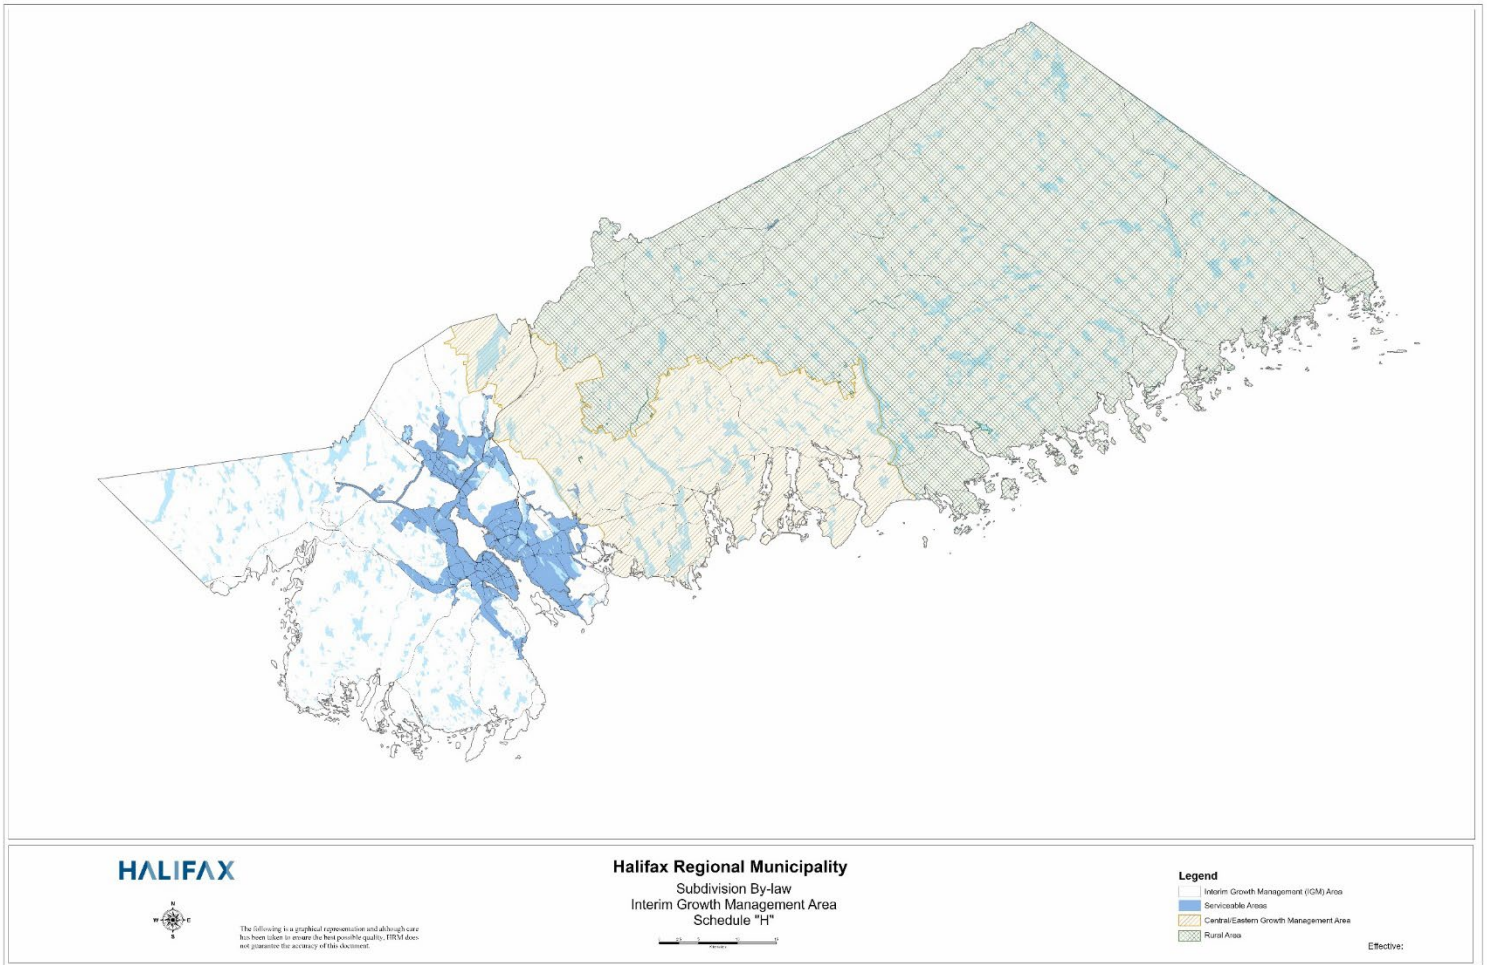 HALIFAX
N
W E
S
The following is a graphical representation and although care
has been taken to ensure the best possible quality, HRM does
not guarantee the accuracy of this document.
Halifax Regional Municipality
Subdivision By-law
Interim Growth Management Area
Schedule "H"
Legend
Interim Growth Management (IGM) Area
Serviceable Areas
Central/Eastern Growth Management Area
Rural Area
Effective: